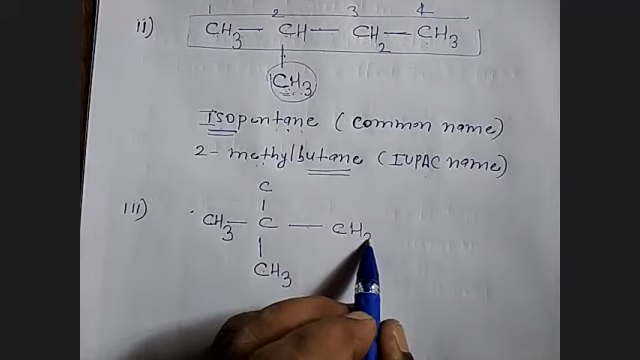 1 2 3 4
ii) CH3 — CH — CH2 — CH3
CH3
Isopentane (common name)
2-methylbutane (IUPAC name)
C
iii) CH3 — C — CH3
CH3